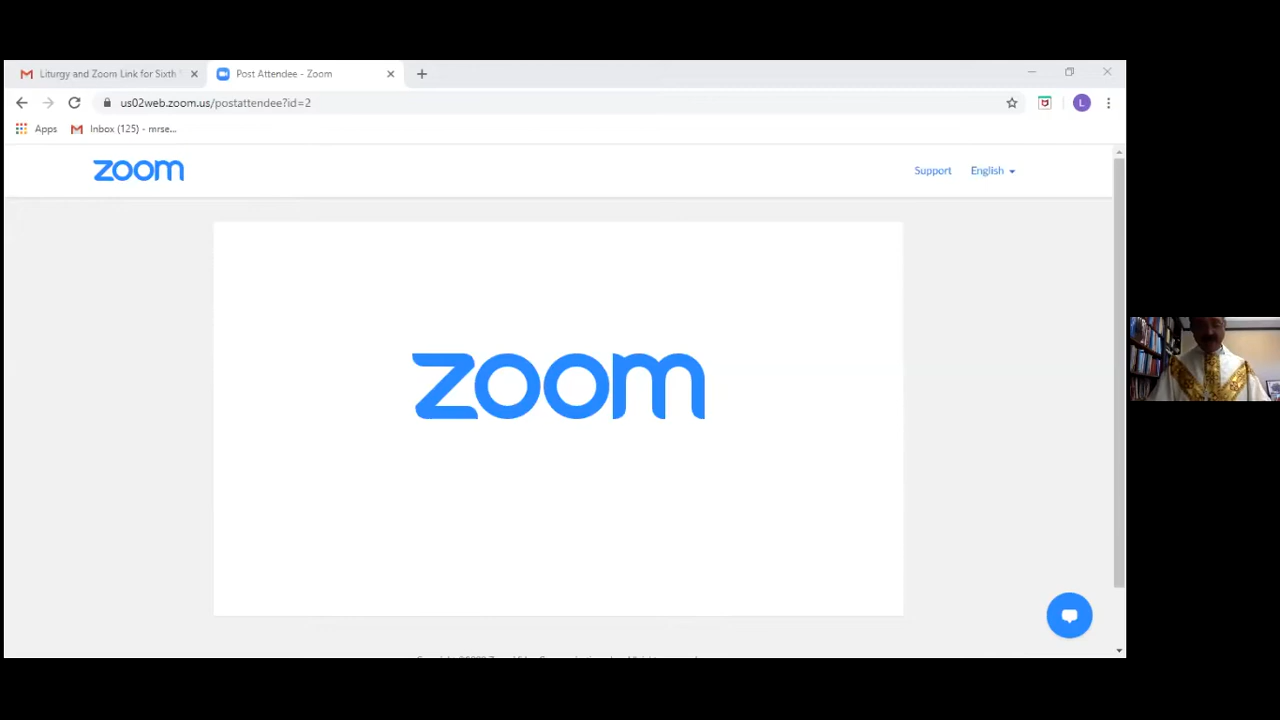 Liturgy and Zoom Link for Sixth
Post Attendee - Zoom
us02web.zoom.us/postattendee?id=2
L
Apps
Inbox (125) - mrse...
zoom
Support
English
zoom